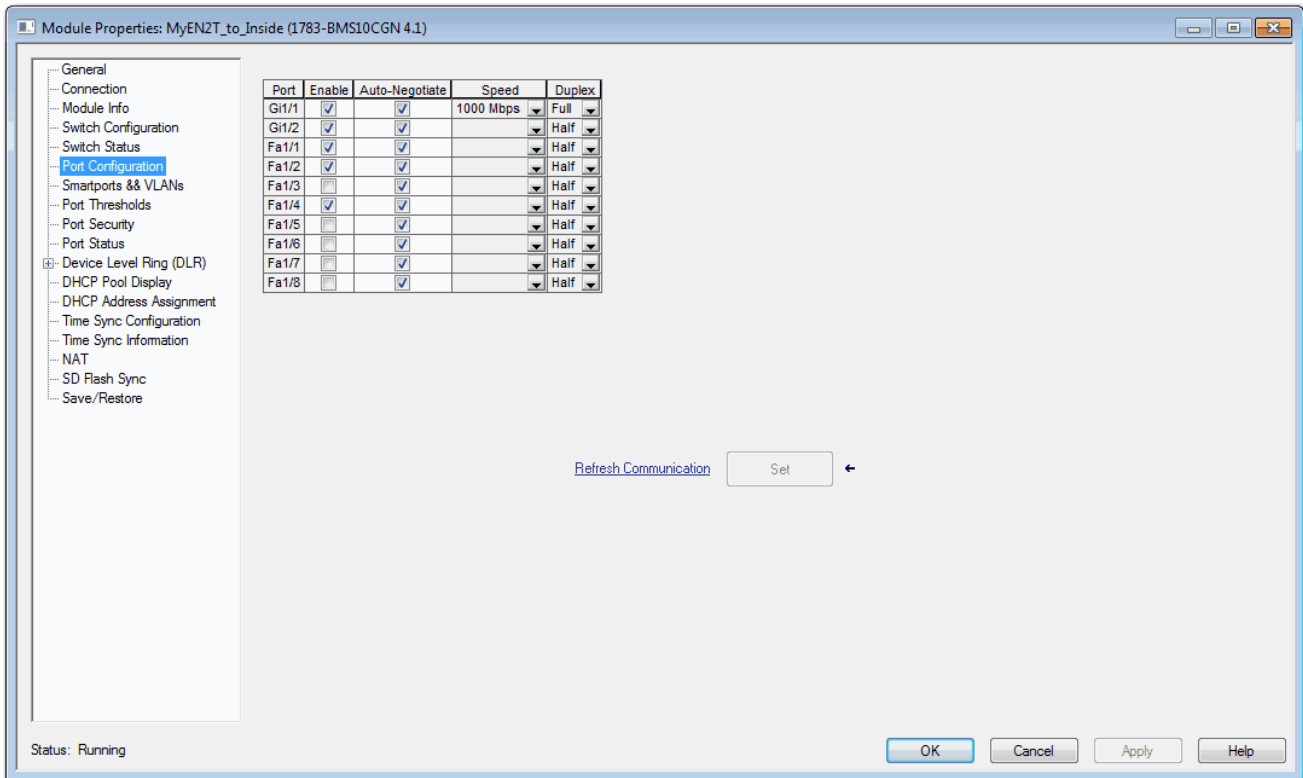 Module Properties: MyEN2T_to_Inside (1783-BMS10CGN 4.1)
General
Connection
Module Info
Switch Configuration
Switch Status
Port Configuration
Smartports && VLANs
Port Thresholds
Port Security
Port Status
Device Level Ring (DLR)
DHCP Pool Display
DHCP Address Assignment
Time Sync Configuration
Time Sync Information
NAT
SD Flash Sync
Save/Restore
Port Enable Auto-Negotiate Speed Duplex
Gi1/1 1000 Mbps Full
Gi1/2 Half
Fa1/1 Half
Fa1/2 Half
Fa1/3 Half
Fa1/4 Half
Fa1/5 Half
Fa1/6 Half
Fa1/7 Half
Fa1/8 Half
Refresh Communication Set
Status: Running OK Cancel Apply Help